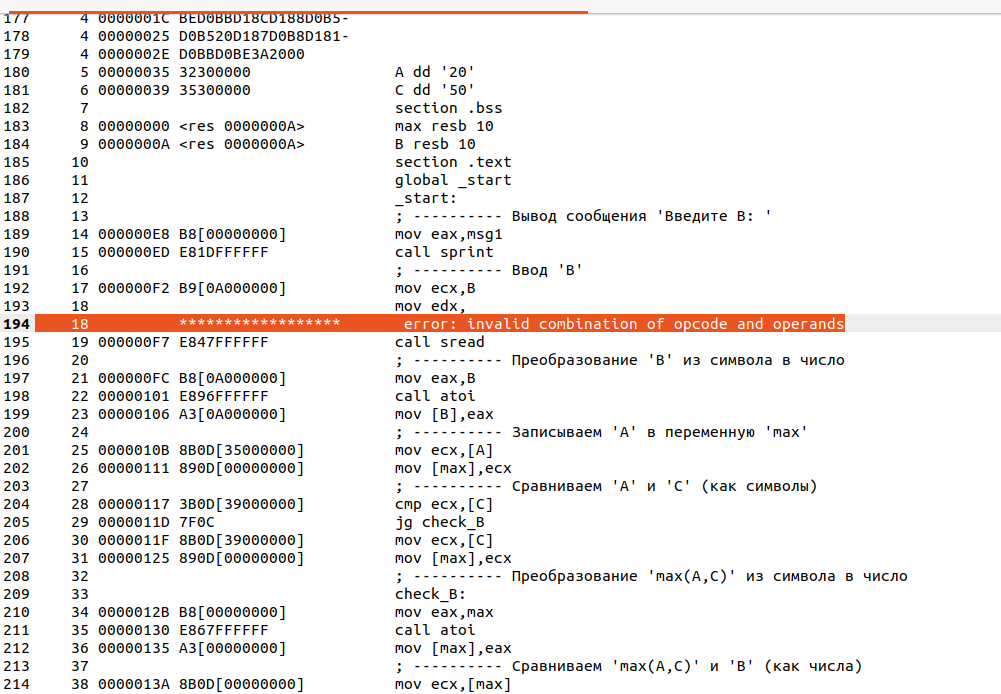 177 4 0000001C BED0BBD18CD188D0B5-
178 4 00000025 D0B520D187D0B8D181-
179 4 0000002E D0BBD0BE3A2000
180 5 00000035 32300000 A dd '20'
181 6 00000039 35300000 C dd '50'
182 7 section .bss
183 8 00000000 <res 0000000A> max resb 10
184 9 0000000A <res 0000000A> B resb 10
185 10 section .text
186 11 global _start
187 12 _start:
188 13 ; ---------- Вывод сообщения 'Введите B: '
189 14 000000E8 B8[00000000] mov eax,msg1
190 15 000000ED E81DFFFFFF call sprint
191 16 ; ---------- Ввод 'B'
192 17 000000F2 B9[0A000000] mov ecx,B
193 18 mov edx,
194 18 ****************** error: invalid combination of opcode and operands
195 19 000000F7 E847FFFFFF call sread
196 20 ; ---------- Преобразование 'B' из символа в число
197 21 000000FC B8[0A000000] mov eax,B
198 22 00000101 E896FFFFFF call atoi
199 23 00000106 A3[0A000000] mov [B],eax
200 24 ; ---------- Записываем 'A' в переменную 'max'
201 25 0000010B 8B0D[35000000] mov ecx,[A]
202 26 00000111 890D[00000000] mov [max],ecx
203 27 ; ---------- Сравниваем 'A' и 'C' (как символы)
204 28 00000117 3B0D[39000000] cmp ecx,[C]
205 29 0000011D 7F0C jg check_B
206 30 0000011F 8B0D[39000000] mov ecx,[C]
207 31 00000125 890D[00000000] mov [max],ecx
208 32 ; ---------- Преобразование 'max(A,C)' из символа в число
209 33 check_B:
210 34 0000012B B8[00000000] mov eax,max
211 35 00000130 E867FFFFFF call atoi
212 36 00000135 A3[00000000] mov [max],eax
213 37 ; ---------- Сравниваем 'max(A,C)' и 'B' (как числа)
214 38 0000013A 8B0D[00000000] mov ecx,[max]